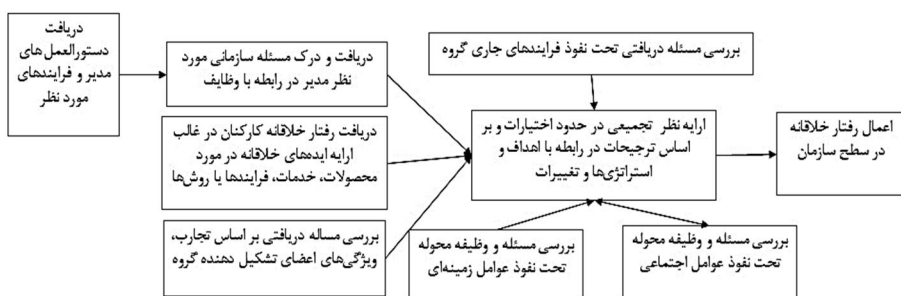 دریافت
دستورالعمل‌های
مدیر و فرایندهای
مورد نظر
دریافت و درک مسئله سازمانی مورد
نظر مدیر در رابطه با وظایف
دریافت رفتار خلاقانه کارکنان در غالب
ارایه ایده‌های خلاقانه در مورد
محصولات، خدمات، فرایندها یا روش‌ها
بررسی مساله دریافتی بر اساس تجارب،
ویژگی‌های اعضای تشکیل دهنده گروه
بررسی مسئله دریافتی تحت نفوذ فرایندهای جاری گروه
ارایه نظر تجمیعی در حدود اختیارات و بر
اساس ترجیحات در رابطه با اهداف و
استراتژی‌ها و تغییرات
بررسی مسئله و وظیفه محوله
تحت نفوذ عوامل زمینه‌ای
بررسی مسئله و وظیفه محوله
تحت نفوذ عوامل اجتماعی
اعمال رفتار خلاقانه
در سطح سازمان